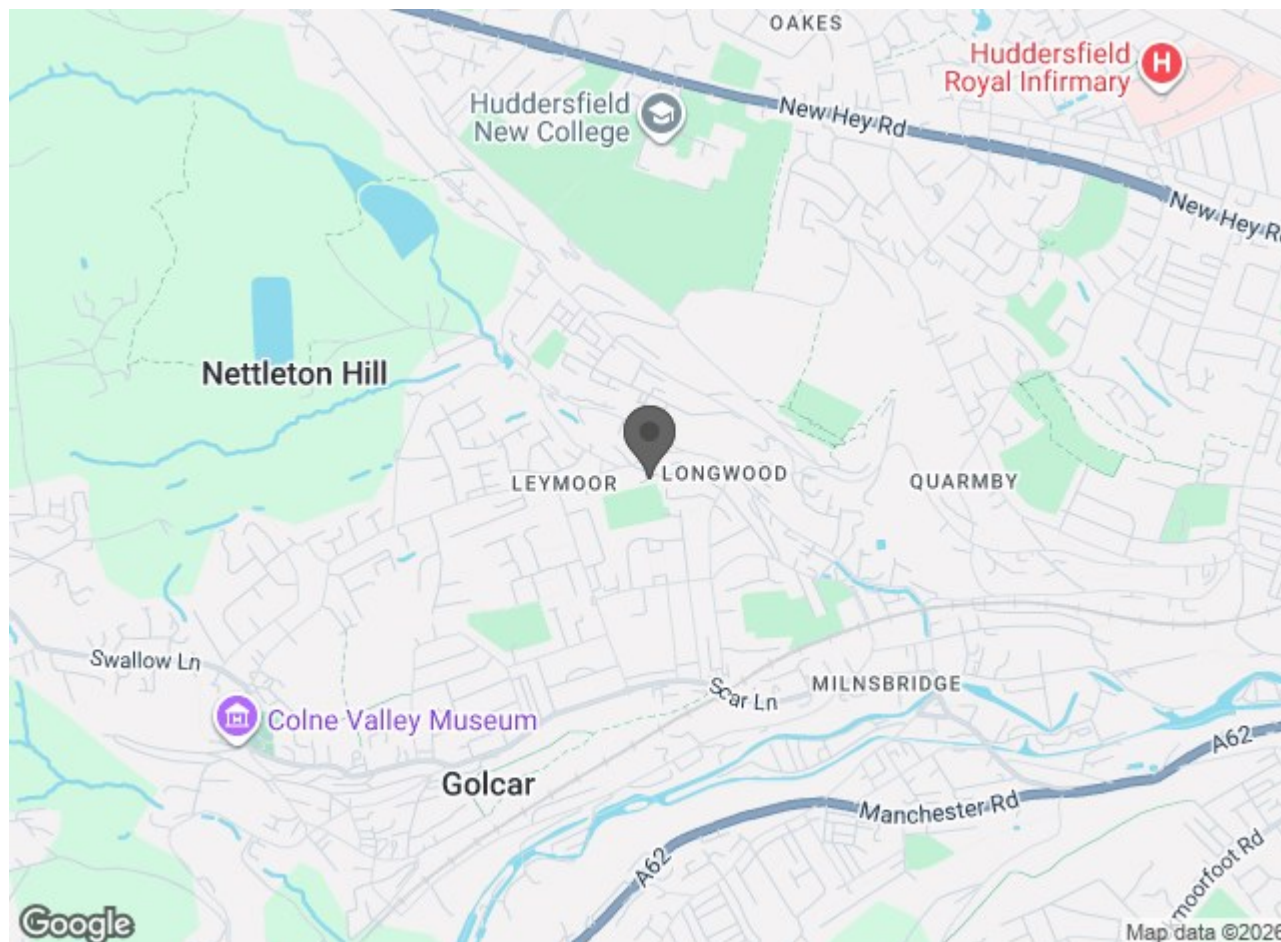 OAKES
Huddersfield
Royal Infirmary
H
Huddersfield
New College
New Hey Rd
New Hey R
Nettleton Hill
LEYMOOR
LONGWOOD
QUARMBY
Swallow Ln
Scar Ln
MILNSBRIDGE
Colne Valley Museum
A62
Golcar
Manchester Rd
A62
moorfoot Rd
Google
Map data ©2026